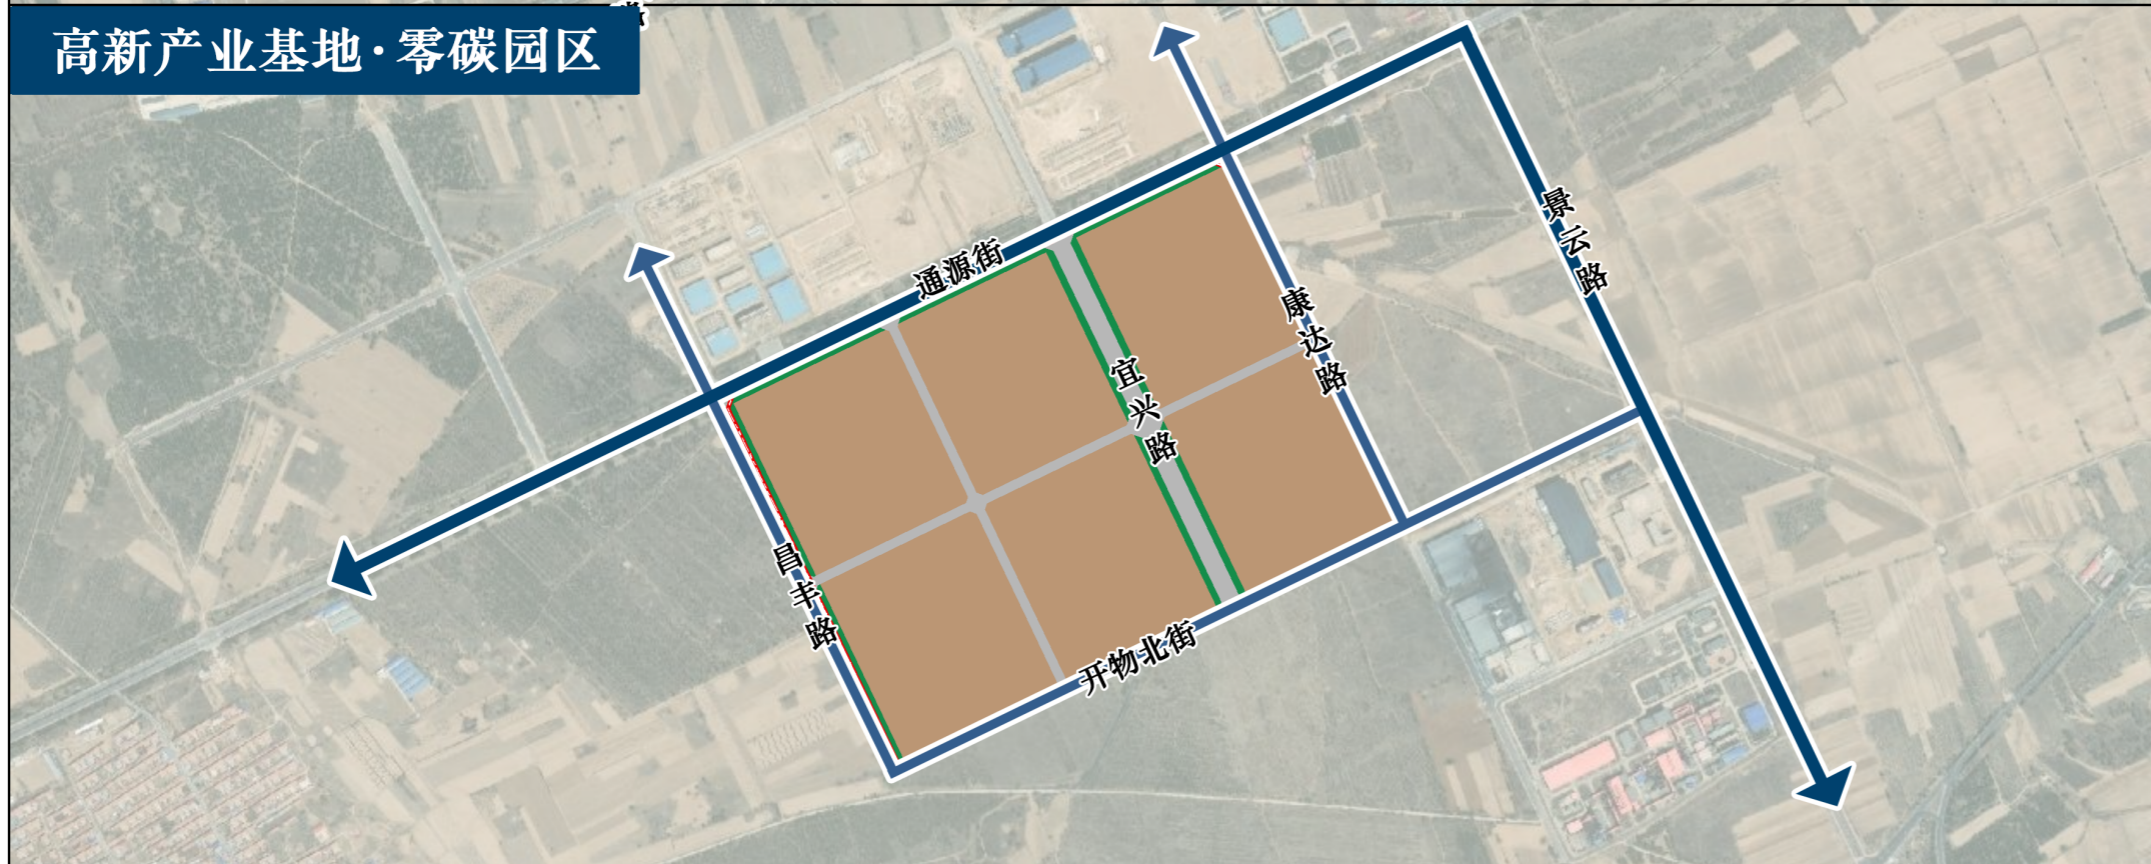 高新产业基地·零碳园区
通源街
景云路
康达路
宜兴路
昌丰路
开物北街